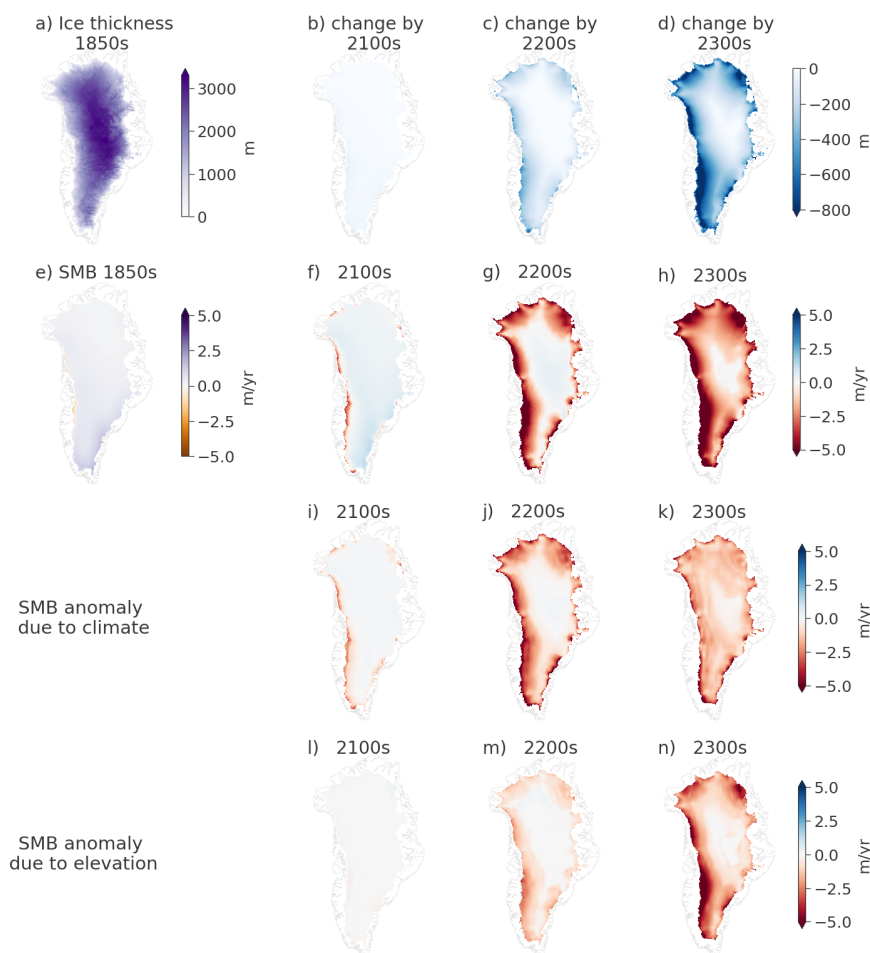 a) Ice thickness
1850s
b) change by
2100s
c) change by
2200s
d) change by
2300s
3000
2000
1000
0
m
0
−200
−400
−600
−800
m
e) SMB 1850s
f) 2100s
g) 2200s
h) 2300s
5.0
2.5
0.0
−2.5
−5.0
m/yr
5.0
2.5
0.0
−2.5
−5.0
m/yr
i) 2100s
j) 2200s
k) 2300s
SMB anomaly
due to climate
5.0
2.5
0.0
−2.5
−5.0
m/yr
l) 2100s
m) 2200s
n) 2300s
SMB anomaly
due to elevation
5.0
2.5
0.0
−2.5
−5.0
m/yr